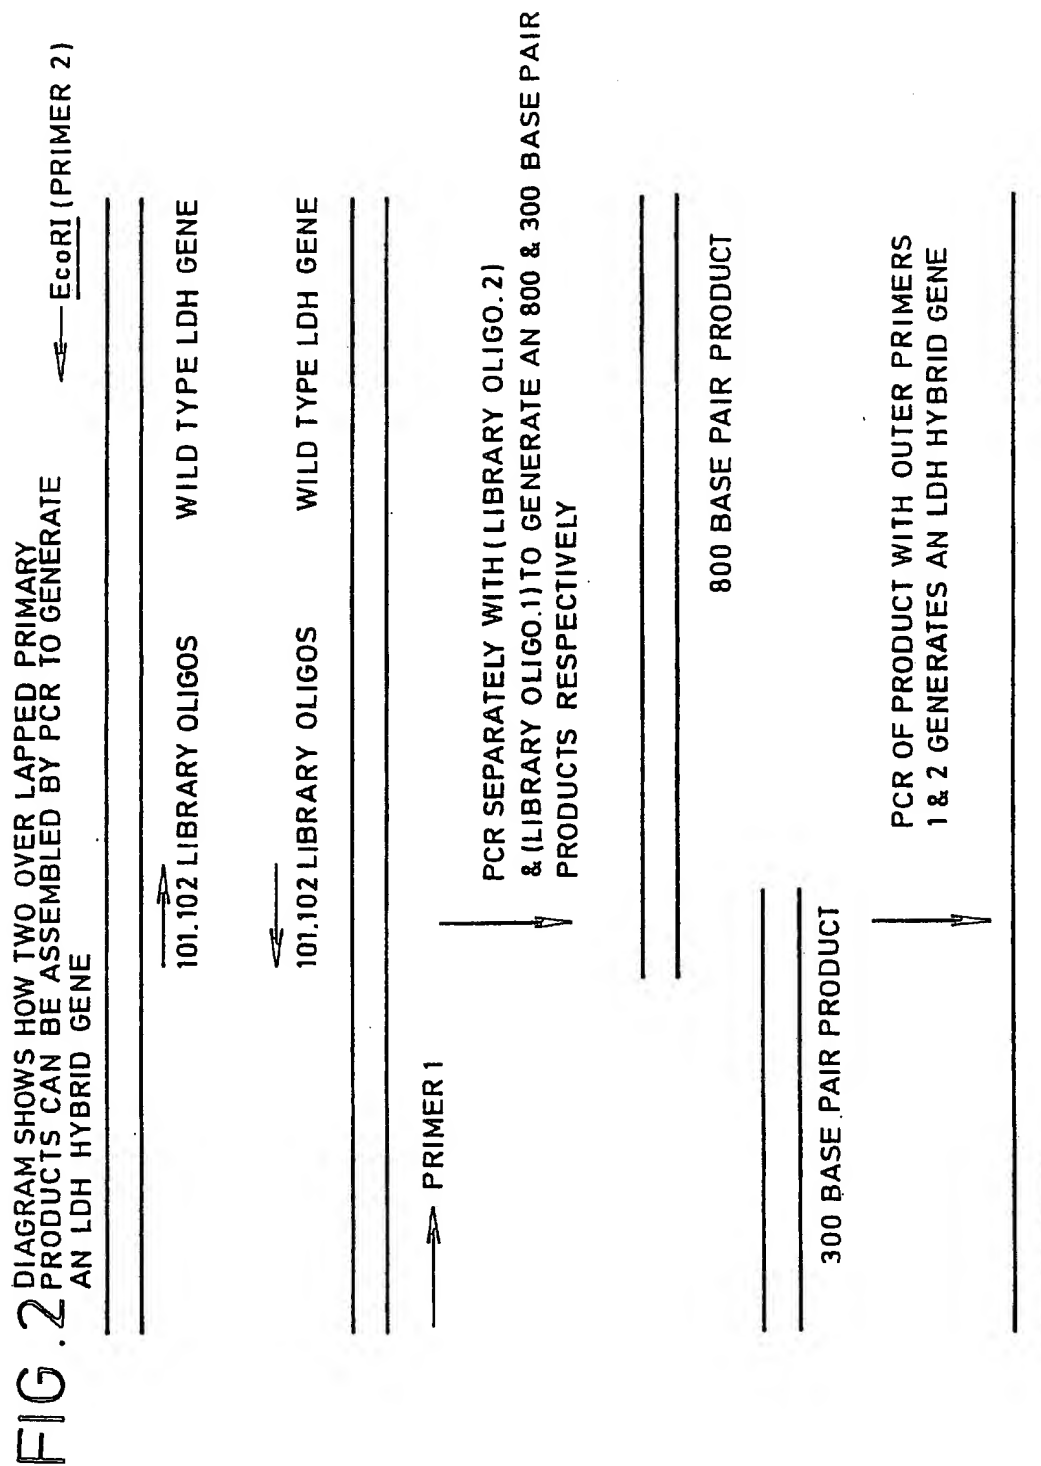 FIG.2
DIAGRAM SHOWS HOW TWO OVER LAPPED PRIMARY
PRODUCTS CAN BE ASSEMBLED BY PCR TO GENERATE
AN LDH HYBRID GENE
EcoRI (PRIMER 2)
101.102 LIBRARY OLIGOS
WILD TYPE LDH GENE
101.102 LIBRARY OLIGOS
WILD TYPE LDH GENE
PRIMER 1
PCR SEPARATELY WITH (LIBRARY OLIGO. 2)
& (LIBRARY OLIGO.1) TO GENERATE AN 800 & 300 BASE PAIR
PRODUCTS RESPECTIVELY
800 BASE PAIR PRODUCT
300 BASE PAIR PRODUCT
PCR OF PRODUCT WITH OUTER PRIMERS
1 & 2 GENERATES AN LDH HYBRID GENE